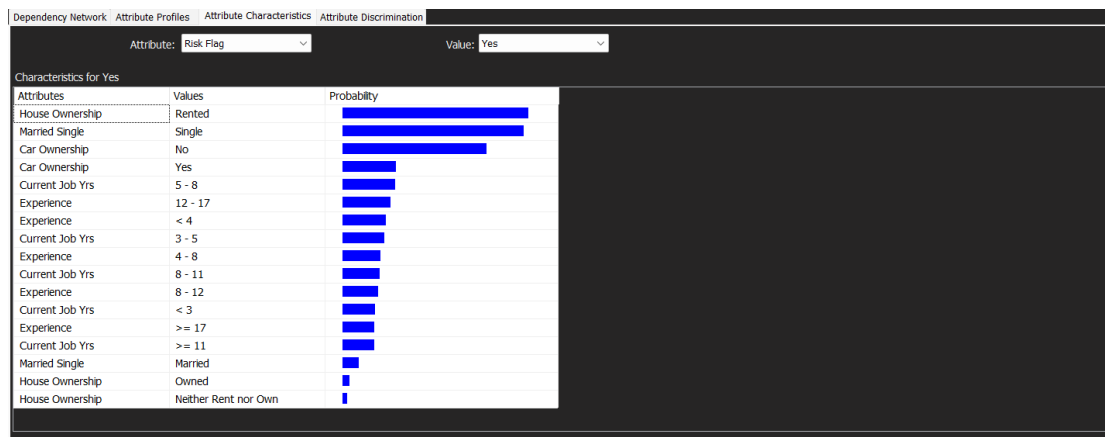 Dependency Network Attribute Profiles Attribute Characteristics Attribute Discrimination
Attribute: Risk Flag Value: Yes
Characteristics for Yes
Attributes Values Probability
House Ownership Rented
Married Single Single
Car Ownership No
Car Ownership Yes
Current Job Yrs 5 - 8
Experience 12 - 17
Experience < 4
Current Job Yrs 3 - 5
Experience 4 - 8
Current Job Yrs 8 - 11
Experience 8 - 12
Current Job Yrs < 3
Experience >= 17
Current Job Yrs >= 11
Married Single Married
House Ownership Owned
House Ownership Neither Rent nor Own